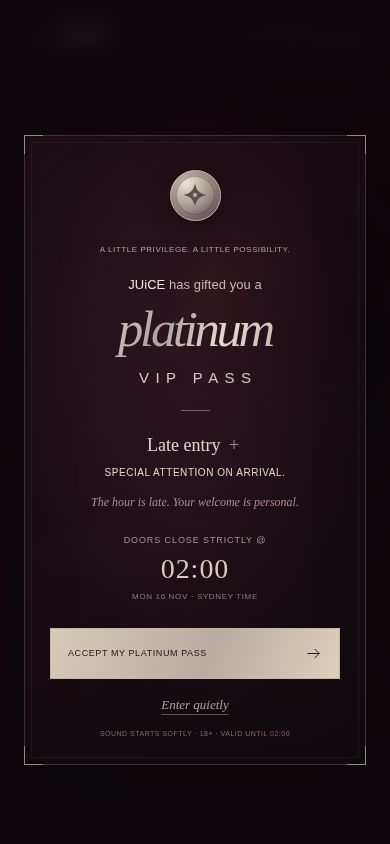 A LITTLE PRIVILEGE. A LITTLE POSSIBILITY.
JUiCE has gifted you a
platinum
VIP PASS
Late entry +
SPECIAL ATTENTION ON ARRIVAL.
The hour is late. Your welcome is personal.
DOORS CLOSE STRICTLY @
02:00
MON 16 NOV · SYDNEY TIME
ACCEPT MY PLATINUM PASS →
Enter quietly
SOUND STARTS SOFTLY · 18+ · VALID UNTIL 02:00